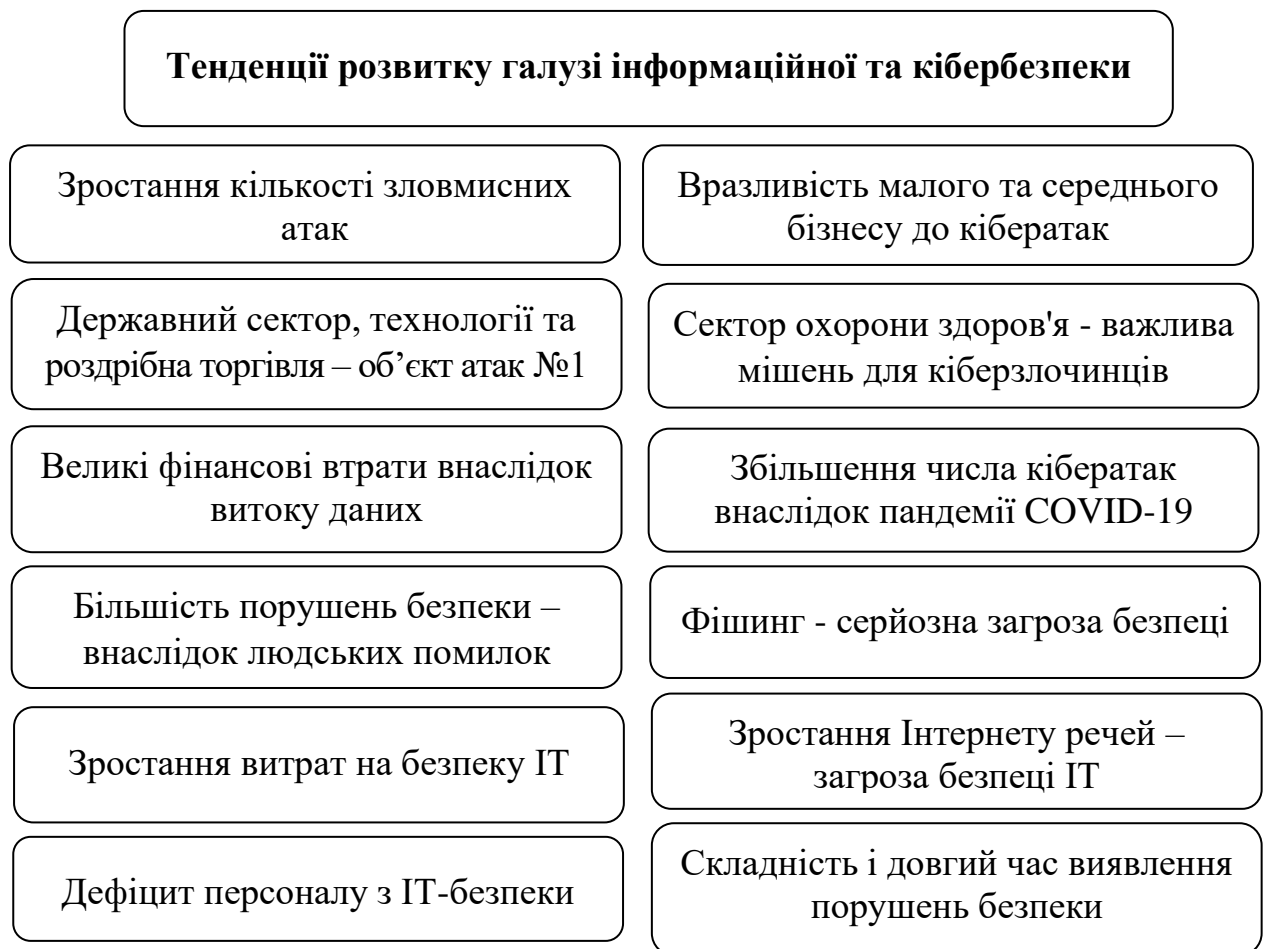 Тенденції розвитку галузі інформаційної та кібербезпеки
Зростання кількості зловмисних
атак
Вразливість малого та середнього
бізнесу до кібератак
Державний сектор, технології та
роздрібна торгівля – об’єкт атак №1
Сектор охорони здоров'я - важлива
мішень для кіберзлочинців
Великі фінансові втрати внаслідок
витоку даних
Збільшення числа кібератак
внаслідок пандемії COVID-19
Більшість порушень безпеки –
внаслідок людських помилок
Фішинг - серйозна загроза безпеці
Зростання витрат на безпеку ІТ
Зростання Інтернету речей –
загроза безпеці ІТ
Дефіцит персоналу з ІТ-безпеки
Складність і довгий час виявлення
порушень безпеки